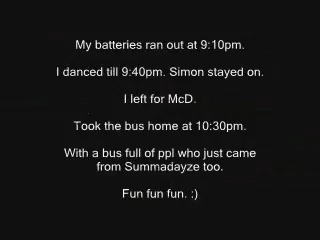 My batteries ran out at 9:10pm.
I danced till 9:40pm. Simon stayed on.
I left for McD.
Took the bus home at 10:30pm.
With a bus full of ppl who just came
from Summadayze too.
Fun fun fun. :)